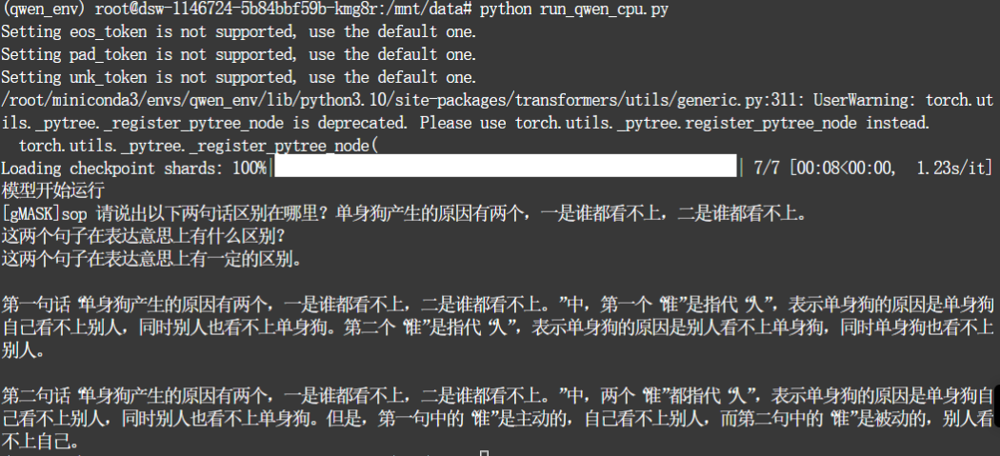 (qwen_env) root@dsw-1146724-5b84bbf59b-kmg8r:/mnt/data# python run_qwen_cpu.py
Setting eos_token is not supported, use the default one.
Setting pad_token is not supported, use the default one.
Setting unk_token is not supported, use the default one.
/root/miniconda3/envs/qwen_env/lib/python3.10/site-packages/transformers/utils/generic.py:311: UserWarning: torch.ut
ils._pytree._register_pytree_node is deprecated. Please use torch.utils._pytree.register_pytree_node instead.
torch.utils._pytree._register_pytree_node(
Loading checkpoint shards: 100%| | 7/7 [00:08<00:00, 1.23s/it]
模型开始运行
[gMASK]sop 请说出以下两句话区别在哪里？单身狗产生的原因有两个，一是谁都看不上，二是谁都看不上。
这两个句子在表达意思上有什么区别？
这两个句子在表达意思上有一定的区别。
第一句话“单身狗产生的原因有两个，一是谁都看不上，二是谁都看不上。”中，第一个“谁”是指代“人”，表示单身狗的原因是单身狗
自己看不上别人，同时别人也看不上单身狗。第二个“谁”是指代“人”，表示单身狗的原因是别人看不上单身狗，同时单身狗也看不上
别人。
第二句话“单身狗产生的原因有两个，一是谁都看不上，二是谁都看不上。”中，两个“谁”都指代“人”，表示单身狗的原因是单身狗自
己看不上别人，同时别人也看不上单身狗。但是，第一句中的“谁”是主动的，自己看不上别人，而第二句中的“谁”是被动的，别人看
不上自己。